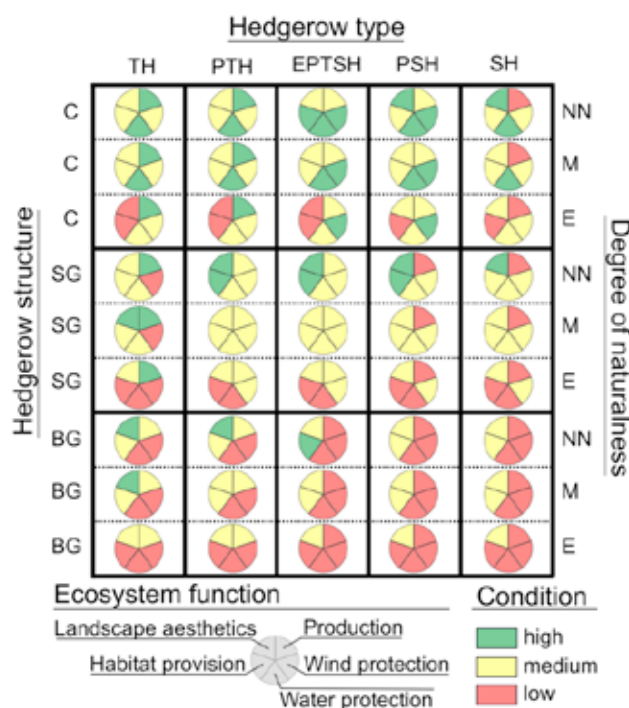 Hedgerow type
TH PTH EPTSH PSH SH
C NN
C M
C E
SG NN
SG M
SG E
BG NN
BG M
BG E
Hedgerow structure
Degree of naturalness
Ecosystem function
Landscape aesthetics
Production
Habitat provision
Wind protection
Water protection
Condition
high
medium
low